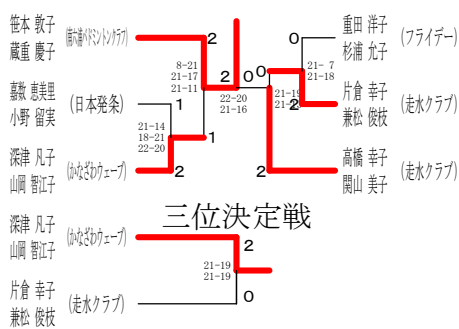 笹本 敦子
蔵重 慶子
(南六浦バドミントンクラブ)
2
8-21
21-17
21-11
嘉数 恵美里
小野 留実
(日本発条)
1
21-14
18-21
22-20
1
深津 凡子
山岡 智江子
(かなざわウェーブ)
2
2
0
22-20
21-16
重田 洋子
杉浦 允子
(フライデー)
0
21- 7
21-18
0
21-19
2
片倉 幸子
兼松 俊枝
(走水クラブ)
高橋 幸子
関山 美子
(走水クラブ)
2
三位決定戦
深津 凡子
山岡 智江子
(かなざわウェーブ)
2
21-19
21-19
片倉 幸子
兼松 俊枝
(走水クラブ)
0